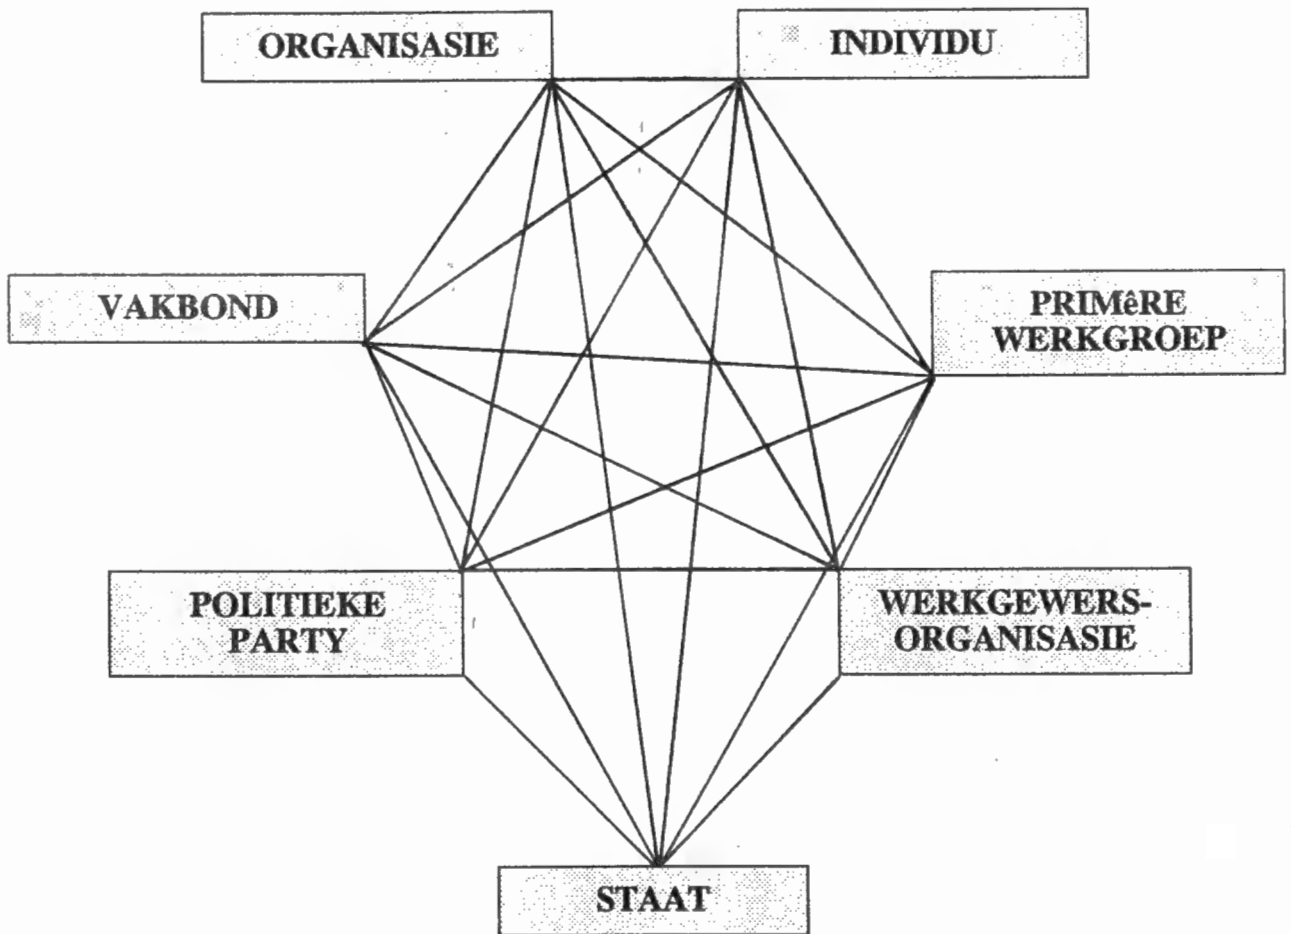 ORGANISASIE
INDIVIDU
VAKBOND
PRIMêRE
WERKGROEP
POLITIEKE
PARTY
WERKGEWERS-
ORGANISASIE
STAAT